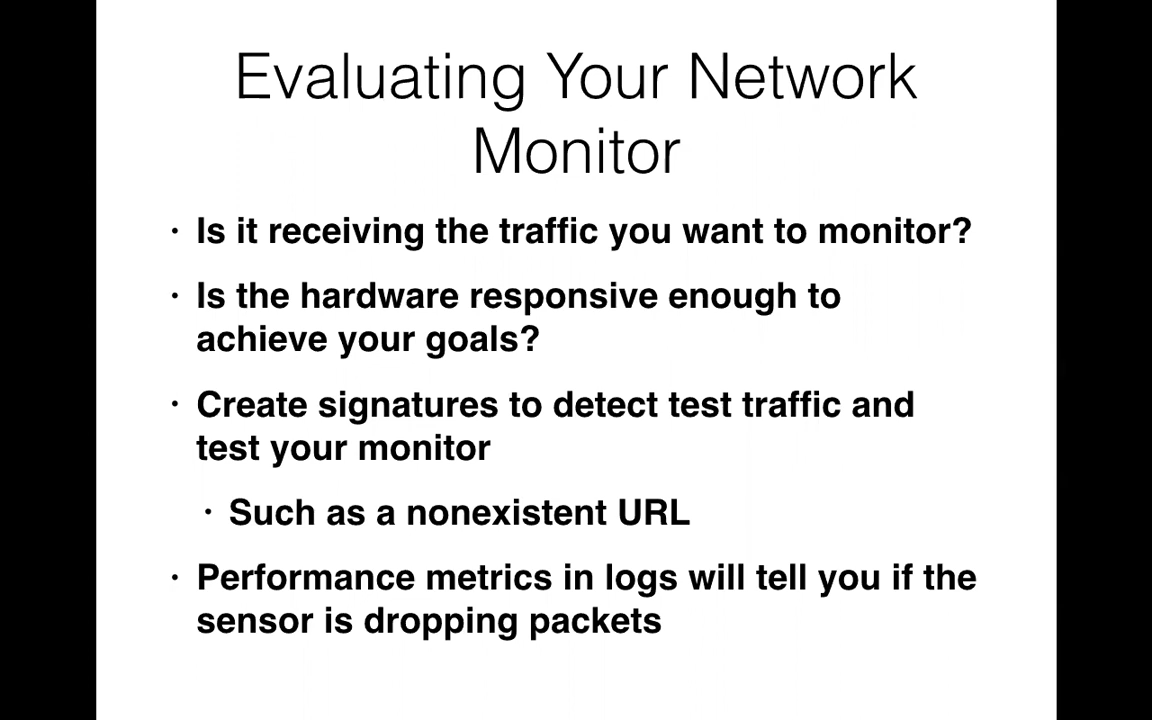 Evaluating Your Network
Monitor
• Is it receiving the traffic you want to monitor?
• Is the hardware responsive enough to
achieve your goals?
• Create signatures to detect test traffic and
test your monitor
• Such as a nonexistent URL
• Performance metrics in logs will tell you if the
sensor is dropping packets